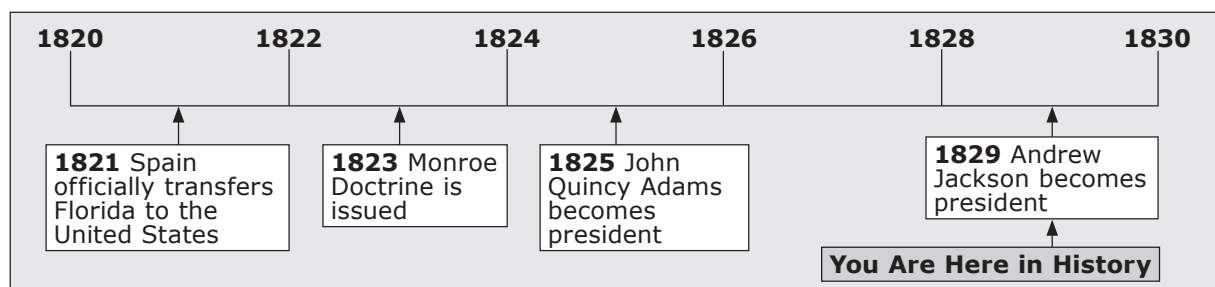 1820 1822 1824 1826 1828 1830
1821 Spain
officially transfers
Florida to the
United States
1823 Monroe
Doctrine is
issued
1825 John
Quincy Adams
becomes
president
1829 Andrew
Jackson becomes
president
You Are Here in History